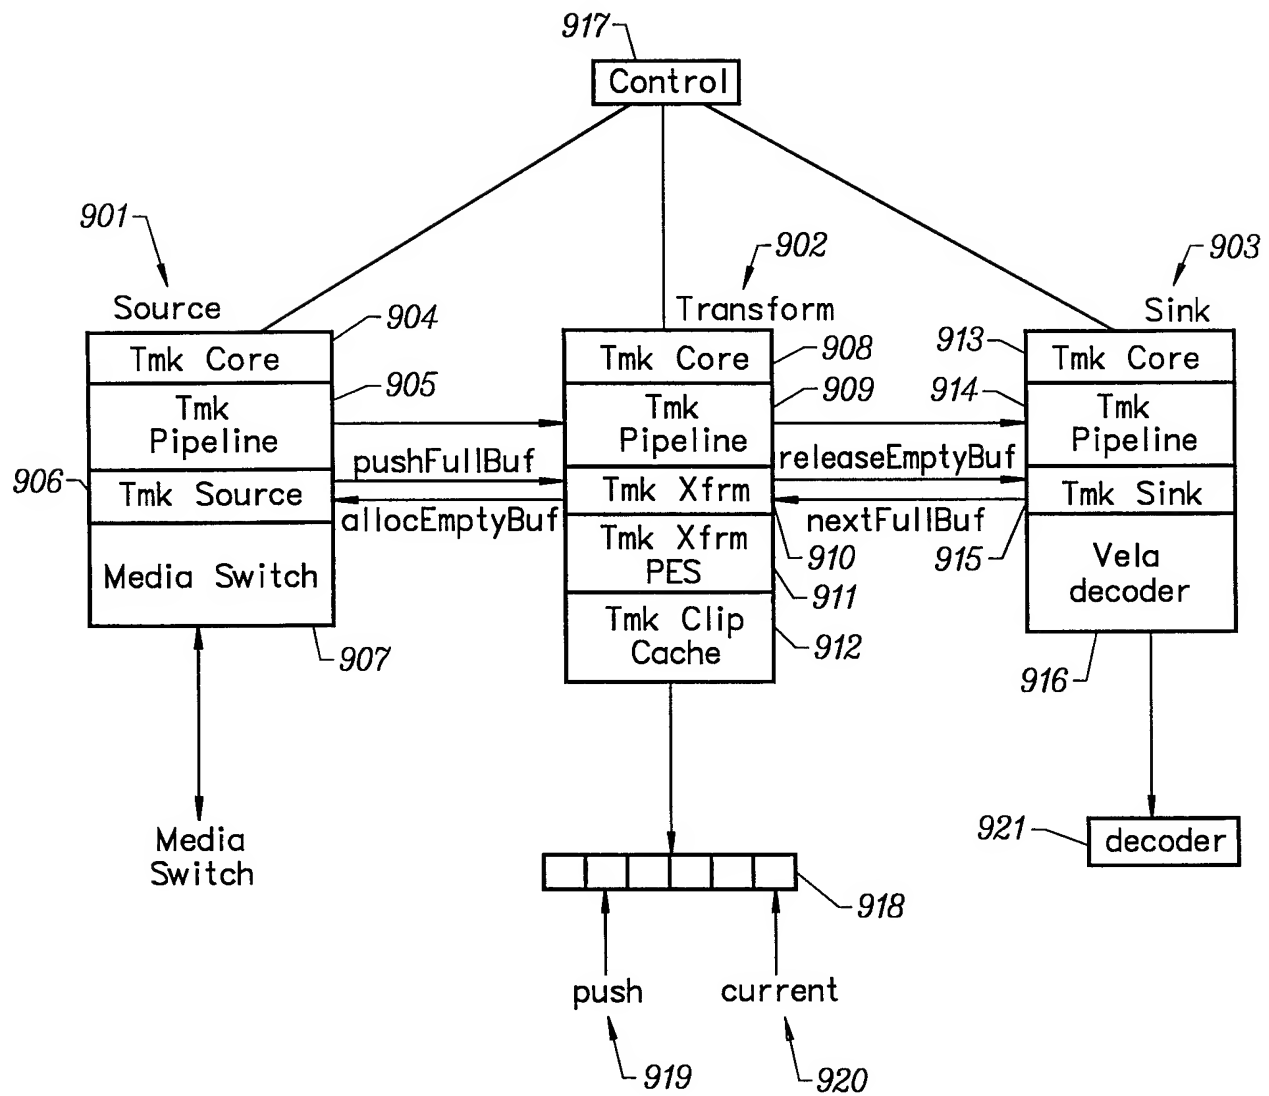 917
Control
901
902
903
Source
Transform
Sink
904
Tmk Core
905
Tmk
Pipeline
906
Tmk Source
Media Switch
907
pushFullBuf
allocEmptyBuf
Tmk Core
908
Tmk
Pipeline
909
Tmk Xfrm
910
Tmk Xfrm
PES
911
Tmk Clip
Cache
912
releaseEmptyBuf
nextFullBuf
913
Tmk Core
914
Tmk
Pipeline
Tmk Sink
915
Vela
decoder
916
Media
Switch
921
decoder
918
push
current
919
920